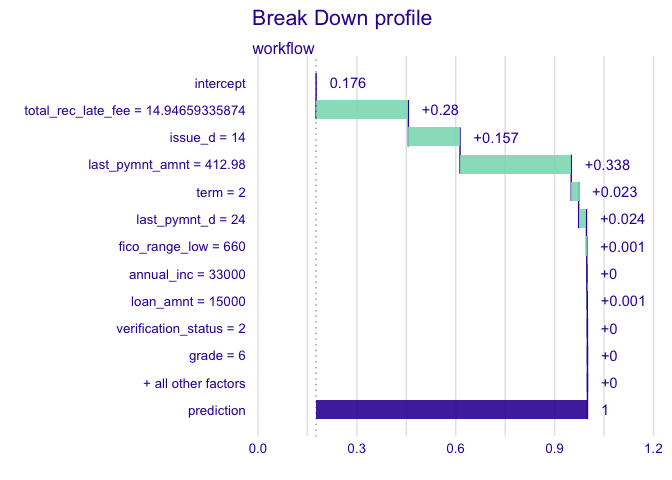 Break Down profile
workflow
intercept 0.176
total_rec_late_fee = 14.94659335874 +0.28
issue_d = 14 +0.157
last_pymnt_amnt = 412.98 +0.338
term = 2 +0.023
last_pymnt_d = 24 +0.024
fico_range_low = 660 +0.001
annual_inc = 33000 +0
loan_amnt = 15000 +0.001
verification_status = 2 +0
grade = 6 +0
+ all other factors +0
prediction 1
0.0 0.3 0.6 0.9 1.2